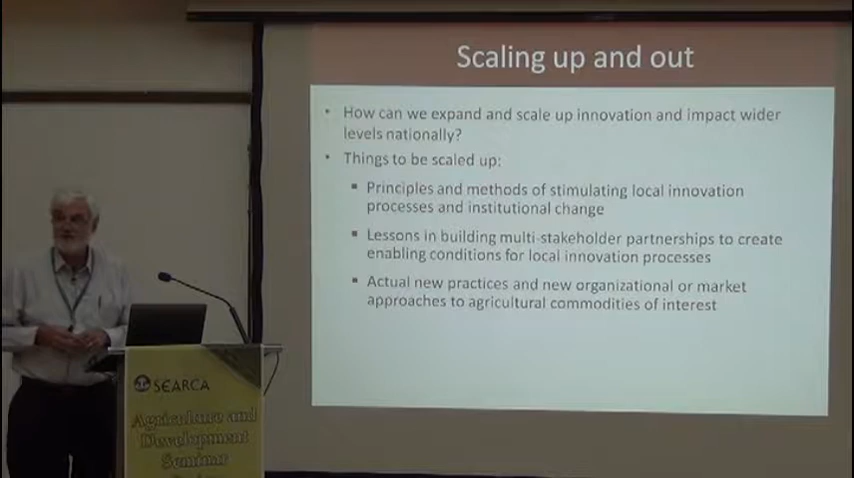 Scaling up and out
• How can we expand and scale up innovation and impact wider
levels nationally?
• Things to be scaled up:
▪ Principles and methods of stimulating local innovation
processes and institutional change
▪ Lessons in building multi-stakeholder partnerships to create
enabling conditions for local innovation processes
▪ Actual new practices and new organizational or market
approaches to agricultural commodities of interest
SEARCA
Agriculture and
Development
Seminar